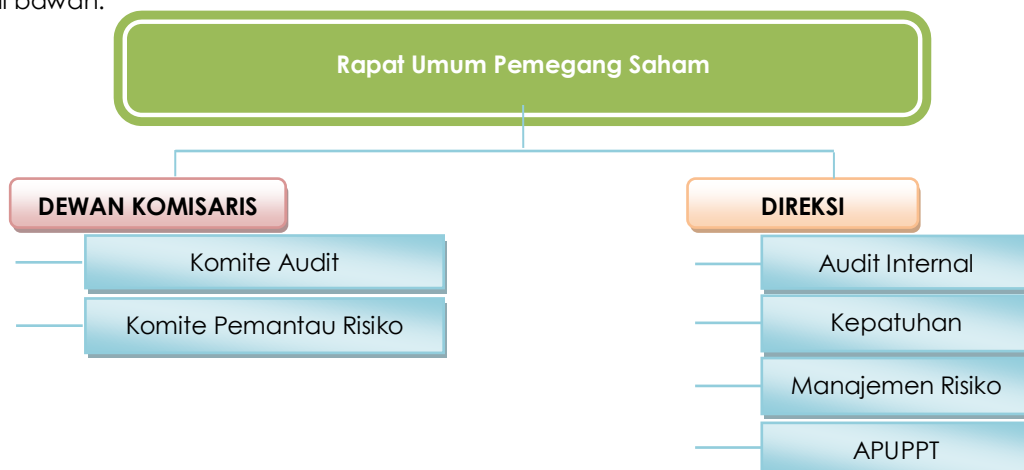 bawah.
Rapat Umum Pemegang Saham
DEWAN KOMISARIS
Komite Audit
Komite Pemantau Risiko
DIREKSI
Audit Internal
Kepatuhan
Manajemen Risiko
APUPPT